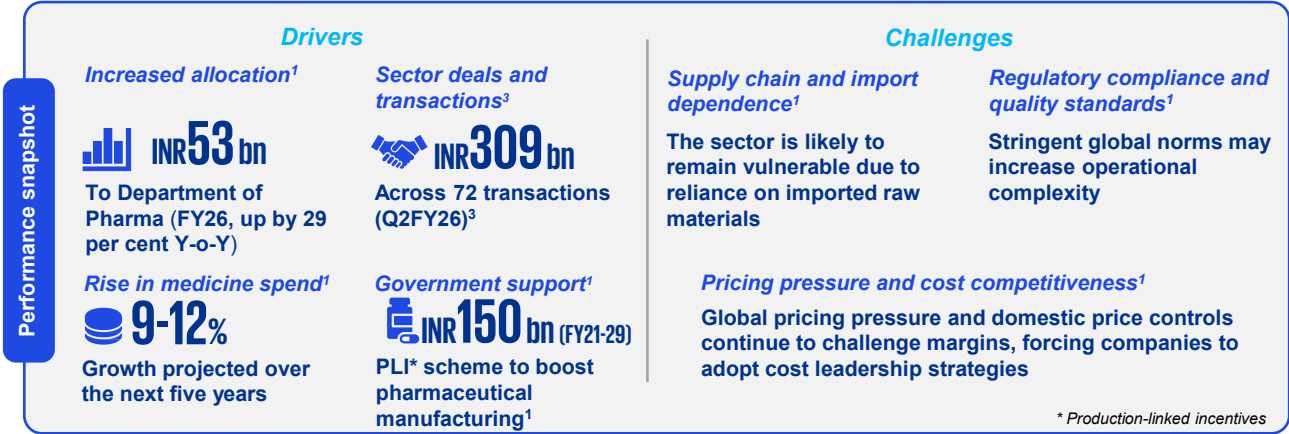 Performance snapshot
Drivers
Increased allocation¹
INR53 bn
To Department of
Pharma (FY26, up by 29
per cent Y-o-Y)
Sector deals and
transactions³
INR309 bn
Across 72 transactions
(Q2FY26)³
Rise in medicine spend¹
9-12%
Growth projected over
the next five years
Government support¹
INR150 bn (FY21-29)
PLI* scheme to boost
pharmaceutical
manufacturing¹
Challenges
Supply chain and import
dependence¹
The sector is likely to
remain vulnerable due to
reliance on imported raw
materials
Regulatory compliance and
quality standards¹
Stringent global norms may
increase operational
complexity
Pricing pressure and cost competitiveness¹
Global pricing pressure and domestic price controls
continue to challenge margins, forcing companies to
adopt cost leadership strategies
* Production-linked incentives